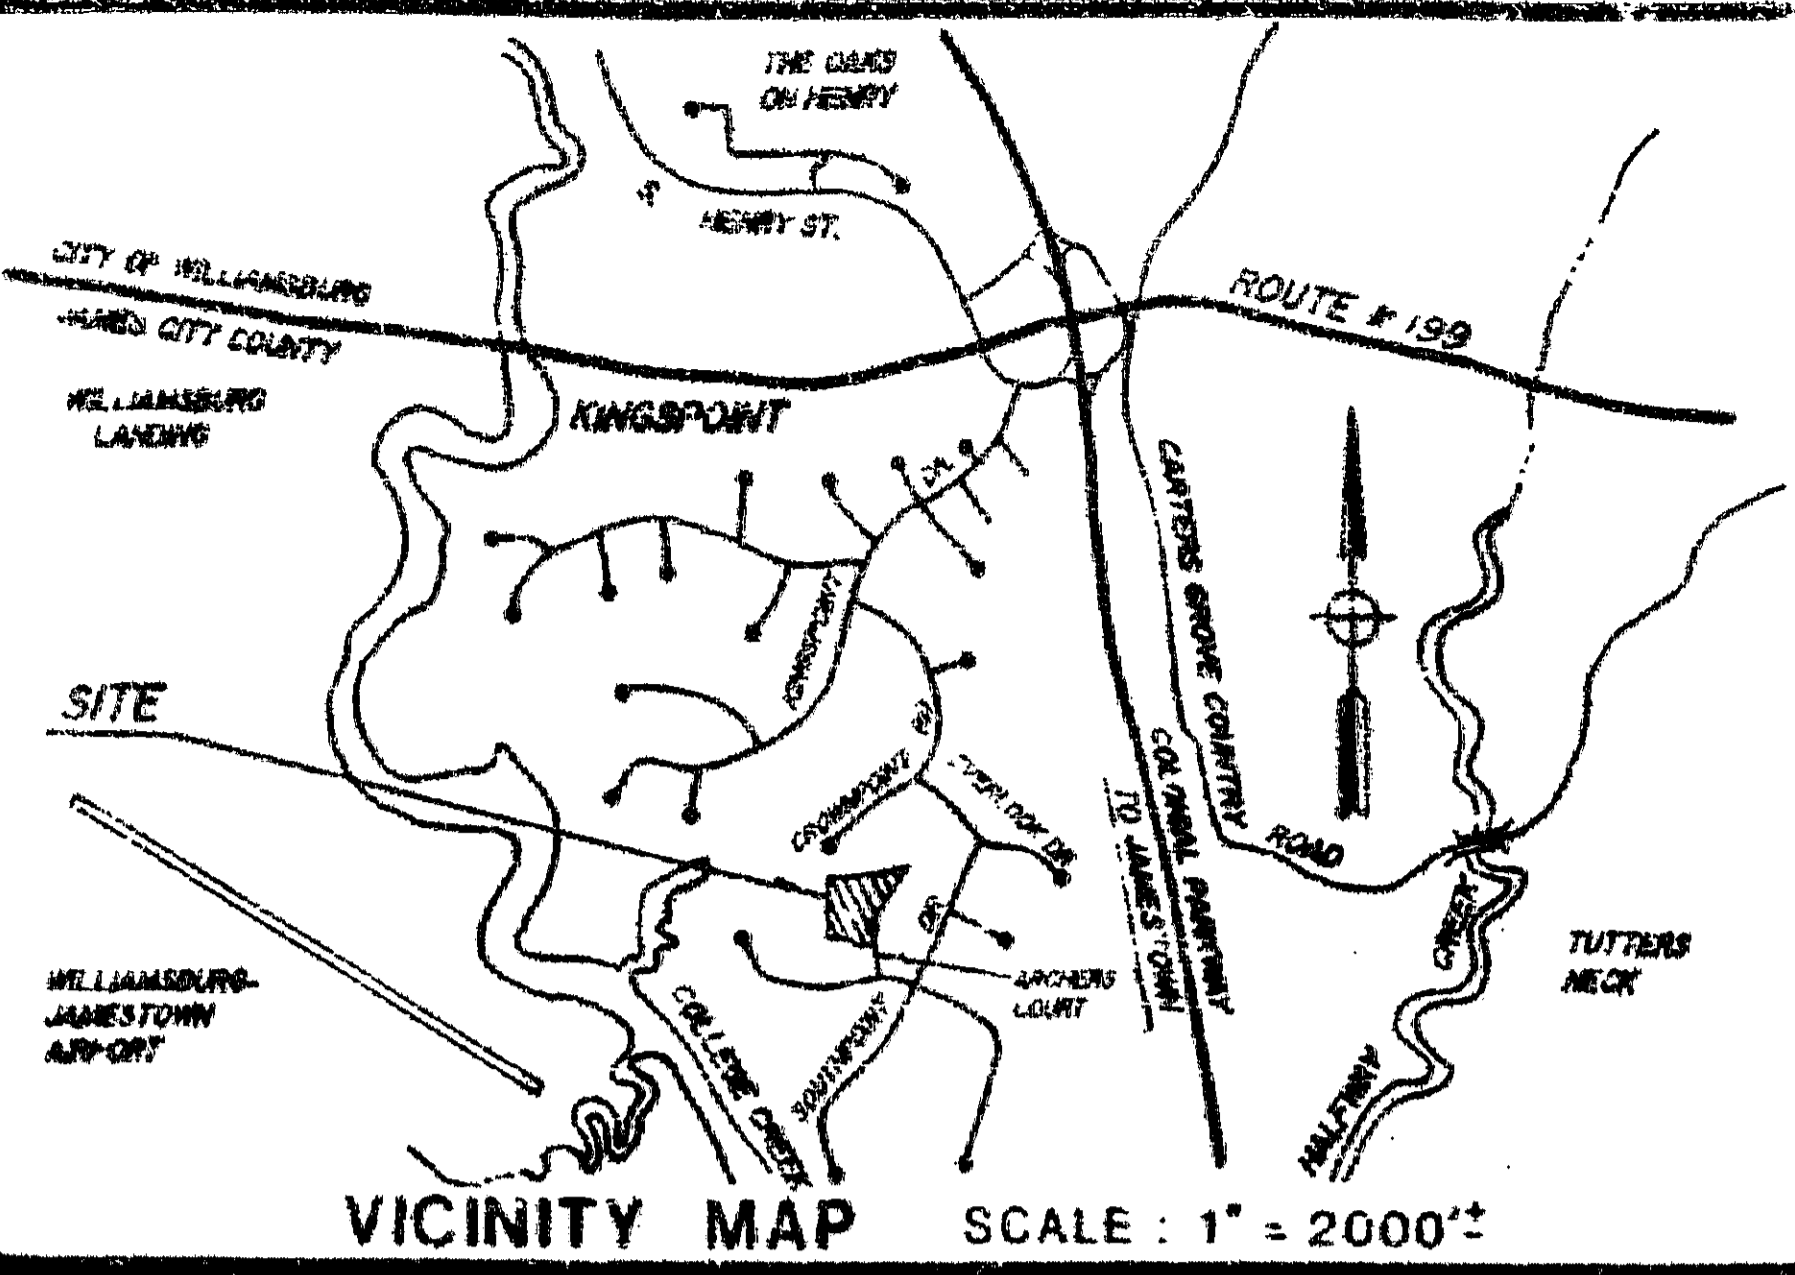 THE OAKS
ON HENRY
S.
HENRY ST.
CITY OF WILLIAMSBURG
JAMES CITY COUNTY
ROUTE # 199
WILLIAMSBURG
LANDING
KINGSPOINT
DR.
CARTERS GROVE COUNTRY
KINGSPOINT
SITE
RD.
CROWNPOINT
OVERLOOK DR.
COLONIAL PARKWAY
TO JAMESTOWN
ROAD
DR.
CREEK
TUTTERS
NECK
WILLIAMSBURG-
JAMESTOWN
AIRPORT
ARCHERS
COURT
COLLEGE CREEK
SOUTHPOINT
HALFWAY
VICINITY MAP
SCALE : 1" = 2000'±